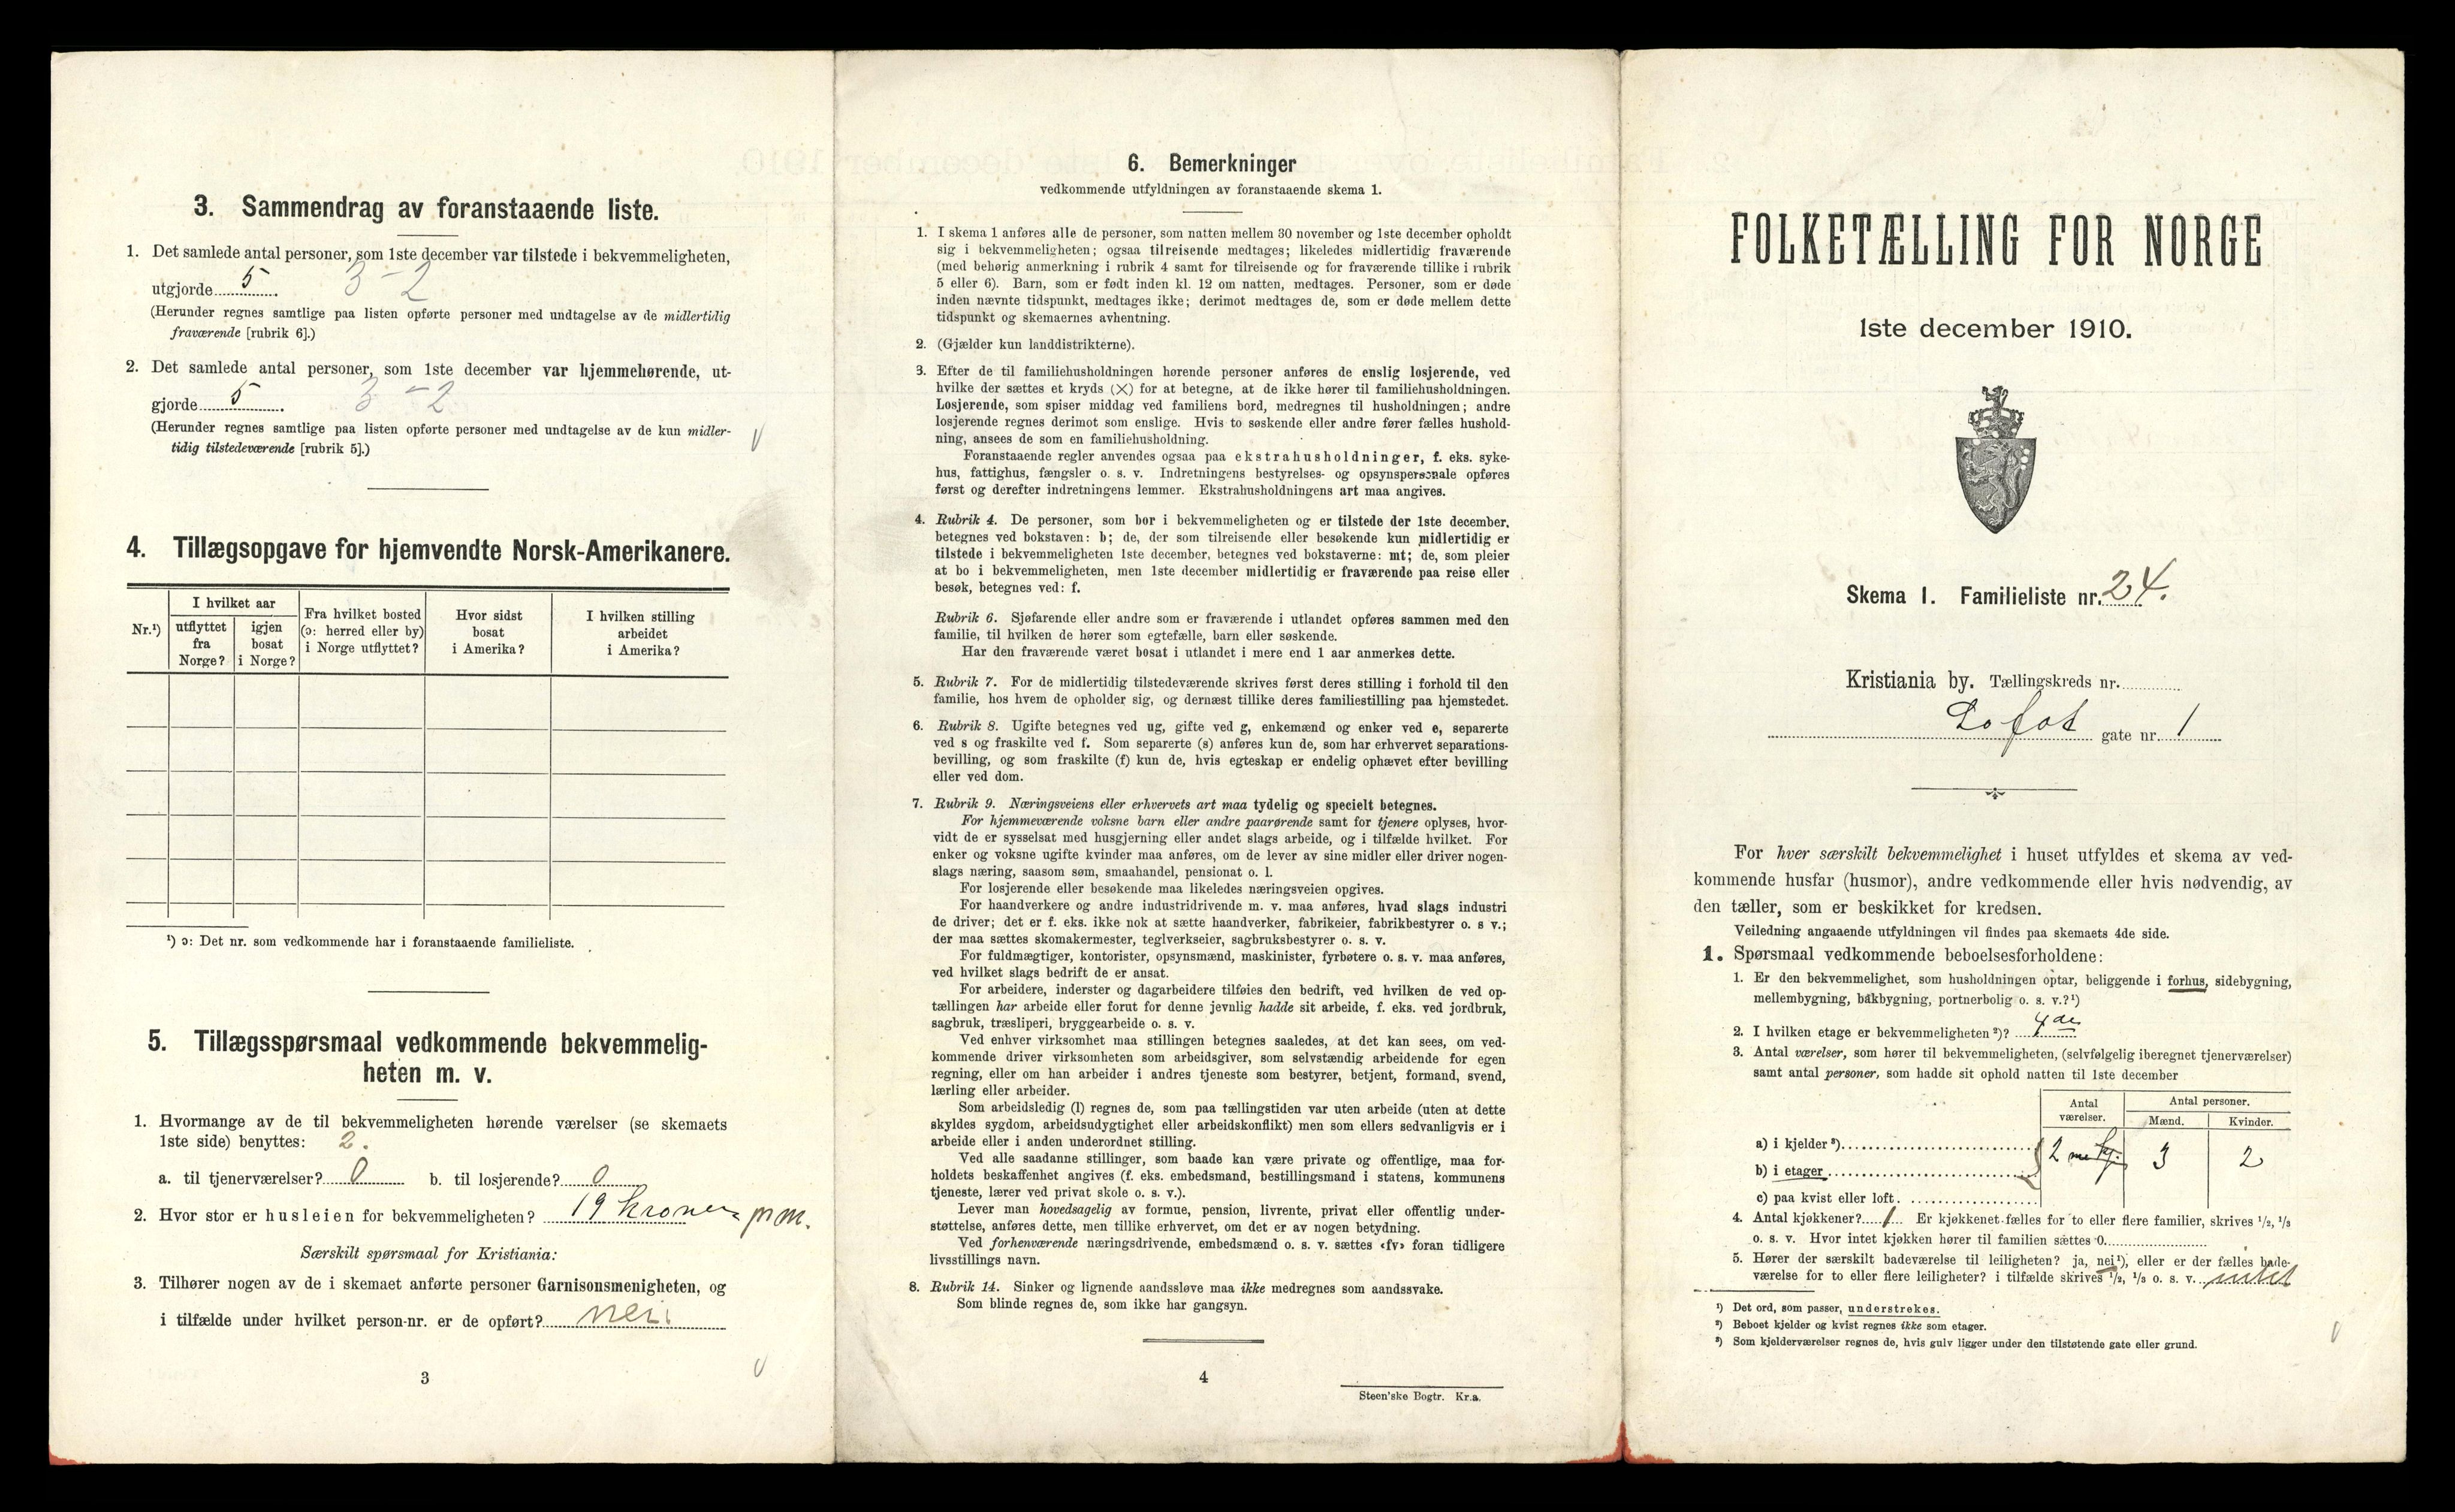 3. Sammendrag av foranstaaende liste.
1. Det samlede antal personer, som 1ste december var tilstede i bekvemmeligheten,
utgjorde 5 3 - 2
(Herunder regnes samtlige paa listen opførte personer med undtagelse av de midlertidig
fraværende [rubrik 6].)
2. Det samlede antal personer, som 1ste december var hjemmehørende, ut-
gjorde 5 3 - 2
(Herunder regnes samtlige paa listen opførte personer med undtagelse av de kun midler-
tidig tilstedeværende [rubrik 5].)
4. Tillægsopgave for hjemvendte Norsk-Amerikanere.
Nr.¹)
I hvilket aar
utflyttet
fra
Norge?
igjen
bosat
i Norge?
Fra hvilket bosted
(ɔ: herred eller by)
i Norge utflyttet?
Hvor sidst
bosat
i Amerika?
I hvilken stilling
arbeidet
i Amerika?
¹) ɔ: Det nr. som vedkommende har i foranstaaende familieliste.
5. Tillægsspørsmaal vedkommende bekvemmelig-
heten m. v.
1. Hvormange av de til bekvemmeligheten hørende værelser (se skemaets
1ste side) benyttes: 2.
a. til tjenerværelser? 0 b. til losjerende? 0
2. Hvor stor er husleien for bekvemmeligheten? 19 kroner pr m.
Særskilt spørsmaal for Kristiania:
3. Tilhører nogen av de i skemaet anførte personer Garnisonsmenigheten, og
i tilfælde under hvilket person-nr. er de opført? nei
3
6. Bemerkninger
vedkommende utfyldningen av foranstaaende skema 1.
1. I skema 1 anføres alle de personer, som natten mellem 30 november og 1ste december opholdt
sig i bekvemmeligheten; ogsaa tilreisende medtages; likeledes midlertidig fraværende
(med behørig anmerkning i rubrik 4 samt for tilreisende og for fraværende tillike i rubrik
5 eller 6). Barn, som er født inden kl. 12 om natten, medtages. Personer, som er døde
inden nævnte tidspunkt, medtages ikke; derimot medtages de, som er døde mellem dette
tidspunkt og skemaernes avhentning.
2. (Gjælder kun landdistrikterne).
3. Efter de til familiehusholdningen hørende personer anføres de enslig losjerende, ved
hvilke der sættes et kryds (×) for at betegne, at de ikke hører til familiehusholdningen.
Losjerende, som spiser middag ved familiens bord, medregnes til husholdningen; andre
losjerende regnes derimot som enslige. Hvis to søskende eller andre fører fælles hushold-
ning, ansees de som en familiehusholdning.
Foranstaaende regler anvendes ogsaa paa ekstrahusholdninger, f. eks. syke-
hus, fattighus, fængsler o. s. v. Indretningens bestyrelses- og opsynspersonale opføres
først og derefter indretningens lemmer. Ekstrahusholdningens art maa angives.
4. Rubrik 4. De personer, som bor i bekvemmeligheten og er tilstede der 1ste december,
betegnes ved bokstaven: b; de, der som tilreisende eller besøkende kun midlertidig er
tilstede i bekvemmeligheten 1ste december, betegnes ved bokstaverne: mt; de, som pleier
at bo i bekvemmeligheten, men 1ste december midlertidig er fraværende paa reise eller
besøk, betegnes ved: f.
Rubrik 6. Sjøfarende eller andre som er fraværende i utlandet opføres sammen med den
familie, til hvilken de hører som egtefælle, barn eller søskende.
Har den fraværende været bosat i utlandet i mere end 1 aar anmerkes dette.
5. Rubrik 7. For de midlertidig tilstedeværende skrives først deres stilling i forhold til den
familie, hos hvem de opholder sig, og dernæst tillike deres familiestilling paa hjemstedet.
6. Rubrik 8. Ugifte betegnes ved ug, gifte ved g, enkemænd og enker ved e, separerte
ved s og fraskilte ved f. Som separerte (s) anføres kun de, som har erhvervet separations-
bevilling, og som fraskilte (f) kun de, hvis egteskap er endelig ophævet efter bevilling
eller ved dom.
7. Rubrik 9. Næringsveiens eller erhvervets art maa tydelig og specielt betegnes.
For hjemmeværende voksne barn eller andre paarørende samt for tjenere oplyses, hvor-
vidt de er sysselsat med husgjerning eller andet slags arbeide, og i tilfælde hvilket. For
enker og voksne ugifte kvinder maa anføres, om de lever av sine midler eller driver nogen-
slags næring, saasom søm, smaahandel, pensionat o. l.
For losjerende eller besøkende maa likeledes næringsveien opgives.
For haandverkere og andre industridrivende m. v. maa anføres, hvad slags industri
de driver; det er f. eks. ikke nok at sætte haandverker, fabrikeier, fabrikbestyrer o. s v.;
der maa sættes skomakermester, teglverkseier, sagbruksbestyrer o. s. v.
For fuldmægtiger, kontorister, opsynsmænd, maskinister, fyrbøtere o. s. v. maa anføres,
ved hvilket slags bedrift de er ansat.
For arbeidere, inderster og dagarbeidere tilføies den bedrift, ved hvilken de ved op-
tællingen har arbeide eller forut for denne jevnlig hadde sit arbeide, f. eks. ved jordbruk,
sagbruk, træsliperi, bryggearbeide o. s. v.
Ved enhver virksomhet maa stillingen betegnes saaledes, at det kan sees, om ved-
kommende driver virksomheten som arbeidsgiver, som selvstændig arbeidende for egen
regning, eller om han arbeider i andres tjeneste som bestyrer, betjent, formand, svend,
lærling eller arbeider.
Som arbeidsledig (l) regnes de, som paa tællingstiden var uten arbeide (uten at dette
skyldes sygdom, arbeidsudygtighet eller arbeidskonflikt) men som ellers sedvanligvis er i
arbeide eller i anden underordnet stilling.
Ved alle saadanne stillinger, som baade kan være private og offentlige, maa for-
holdets beskaffenhet angives (f. eks. embedsmand, bestillingsmand i statens, kommunens
tjeneste, lærer ved privat skole o. s. v.).
Lever man hovedsagelig av formue, pension, livrente, privat eller offentlig under-
støttelse, anføres dette, men tillike erhvervet, om det er av nogen betydning.
Ved forhenværende næringsdrivende, embedsmænd o. s. v. sættes «fv» foran tidligere
livsstillings navn.
8. Rubrik 14. Sinker og lignende aandssløve maa ikke medregnes som aandssvake.
Som blinde regnes de, som ikke har gangsyn.
4
Steen'ske Bogtr. Kr.a.
FOLKETÆLLING FOR NORGE
1ste december 1910.
Skema 1. Familieliste nr. 24.
Kristiania by. Tællingskreds nr.
Lofot gate nr. 1
For hver særskilt bekvemmelighet i huset utfyldes et skema av ved-
kommende husfar (husmor), andre vedkommende eller hvis nødvendig, av
den tæller, som er beskikket for kredsen.
Veiledning angaaende utfyldningen vil findes paa skemaets 4de side.
1. Spørsmaal vedkommende beboelsesforholdene:
1. Er den bekvemmelighet, som husholdningen optar, beliggende i forhus, sidebygning,
mellembygning, bakbygning, portnerbolig o. s. v.?¹)
2. I hvilken etage er bekvemmeligheten²)? 4de
3. Antal værelser, som hører til bekvemmeligheten, (selvfølgelig iberegnet tjenerværelser)
samt antal personer, som hadde sit ophold natten til 1ste december
Antal
værelser.
Antal personer.
Mænd. Kvinder.
a) i kjelder³)
b) i etager 2 3 2
c) paa kvist eller loft.
4. Antal kjøkkener? 1 Er kjøkkenet fælles for to eller flere familier, skrives ¹/₂, ¹/₃
o. s. v. Hvor intet kjøkken hører til familien sættes 0.
5. Hører der særskilt badeværelse til leiligheten? ja, nei¹), eller er der fælles bade-
værelse for to eller flere leiligheter? i tilfælde skrives ¹/₂, ¹/₃ o. s. v. intet
¹) Det ord, som passer, understrekes.
²) Beboet kjelder og kvist regnes ikke som etager.
³) Som kjelderværelser regnes de, hvis gulv ligger under den tilstøtende gate eller grund.